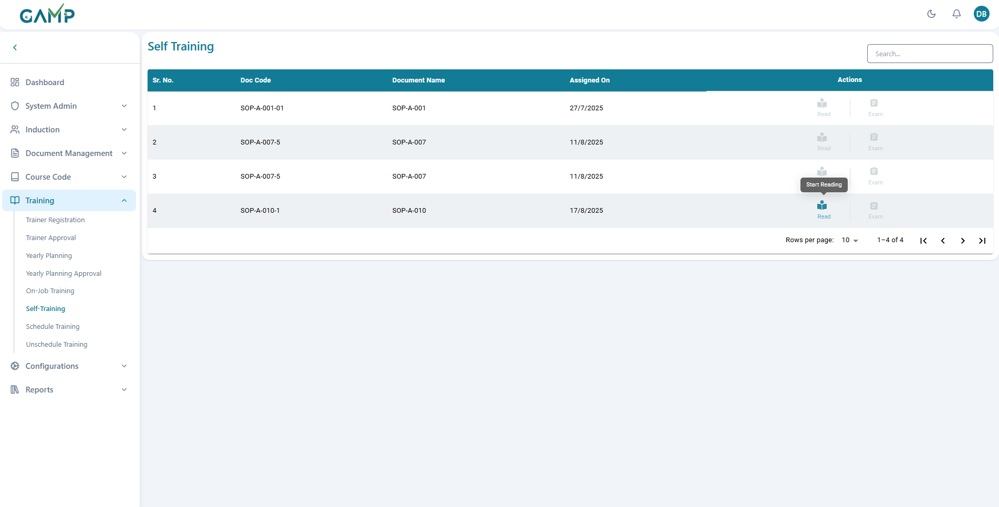 GAMP
DB
Self Training
Search...
Dashboard
System Admin
Induction
Document Management
Course Code
Training
Trainer Registration
Trainer Approval
Yearly Planning
Yearly Planning Approval
On-Job Training
Self-Training
Schedule Training
Unschedule Training
Configurations
Reports
Sr. No. Doc Code Document Name Assigned On Actions
1 SOP-A-001-01 SOP-A-001 27/7/2025 Read Exam
2 SOP-A-007-5 SOP-A-007 11/8/2025 Read Exam
3 SOP-A-007-5 SOP-A-007 11/8/2025 Exam
Start Reading
4 SOP-A-010-1 SOP-A-010 17/8/2025 Read Exam
Rows per page: 10 1–4 of 4